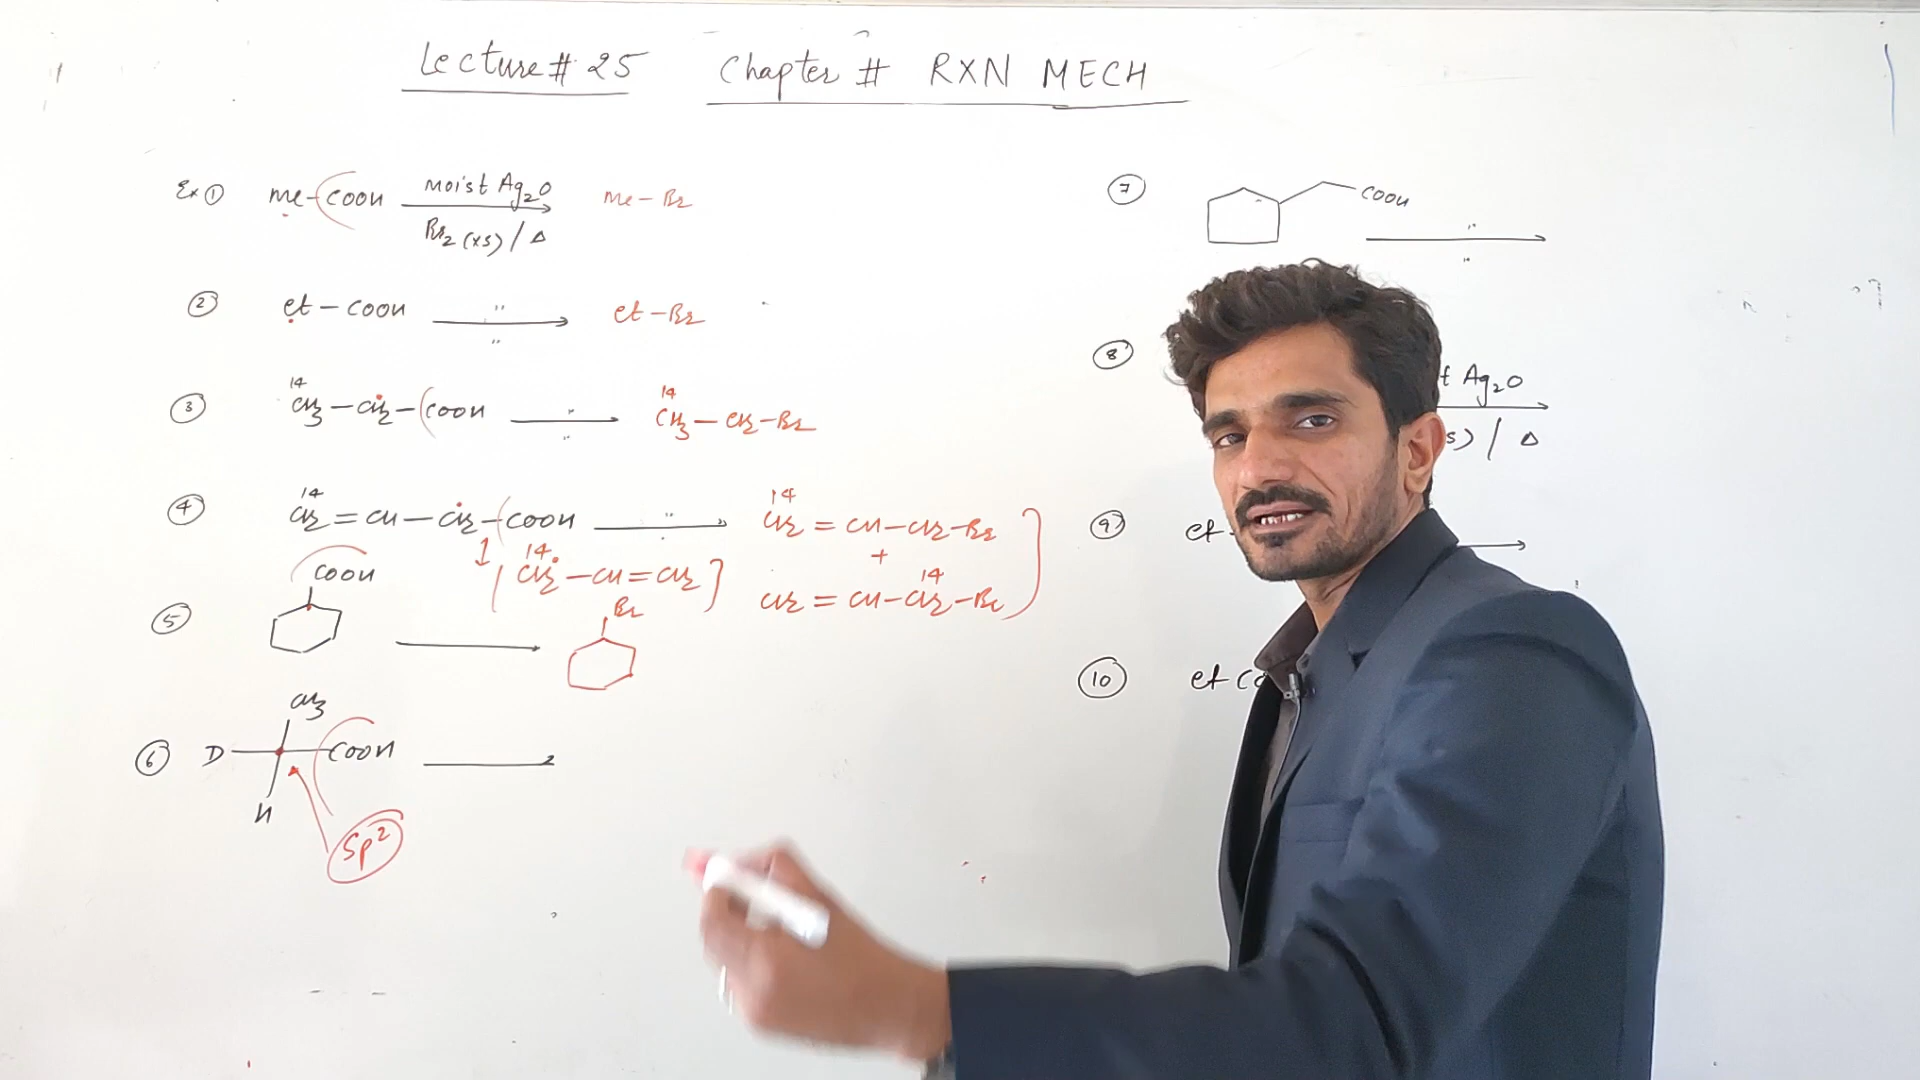 Lecture # 25 Chapter # RXN MECH
Ex ① me-COOH moist Ag2O Me-Br
Br2 (xs) / Δ
② et-COOH " et-Br
"
③ 14CH3-CH2-COOH " 14CH3-CH2-Br
"
④ 14CH2=CH-CH2-COOH " 14CH2=CH-CH2-Br
+
[14CH2-CH=CH2] CH2=CH-14CH2-Br
⑤ COOH Br
⑥ CH3
D COOH
H
Sp2
⑦ COOH "
"
⑧ t Ag2O
s) / Δ
⑨ et-
⑩ et